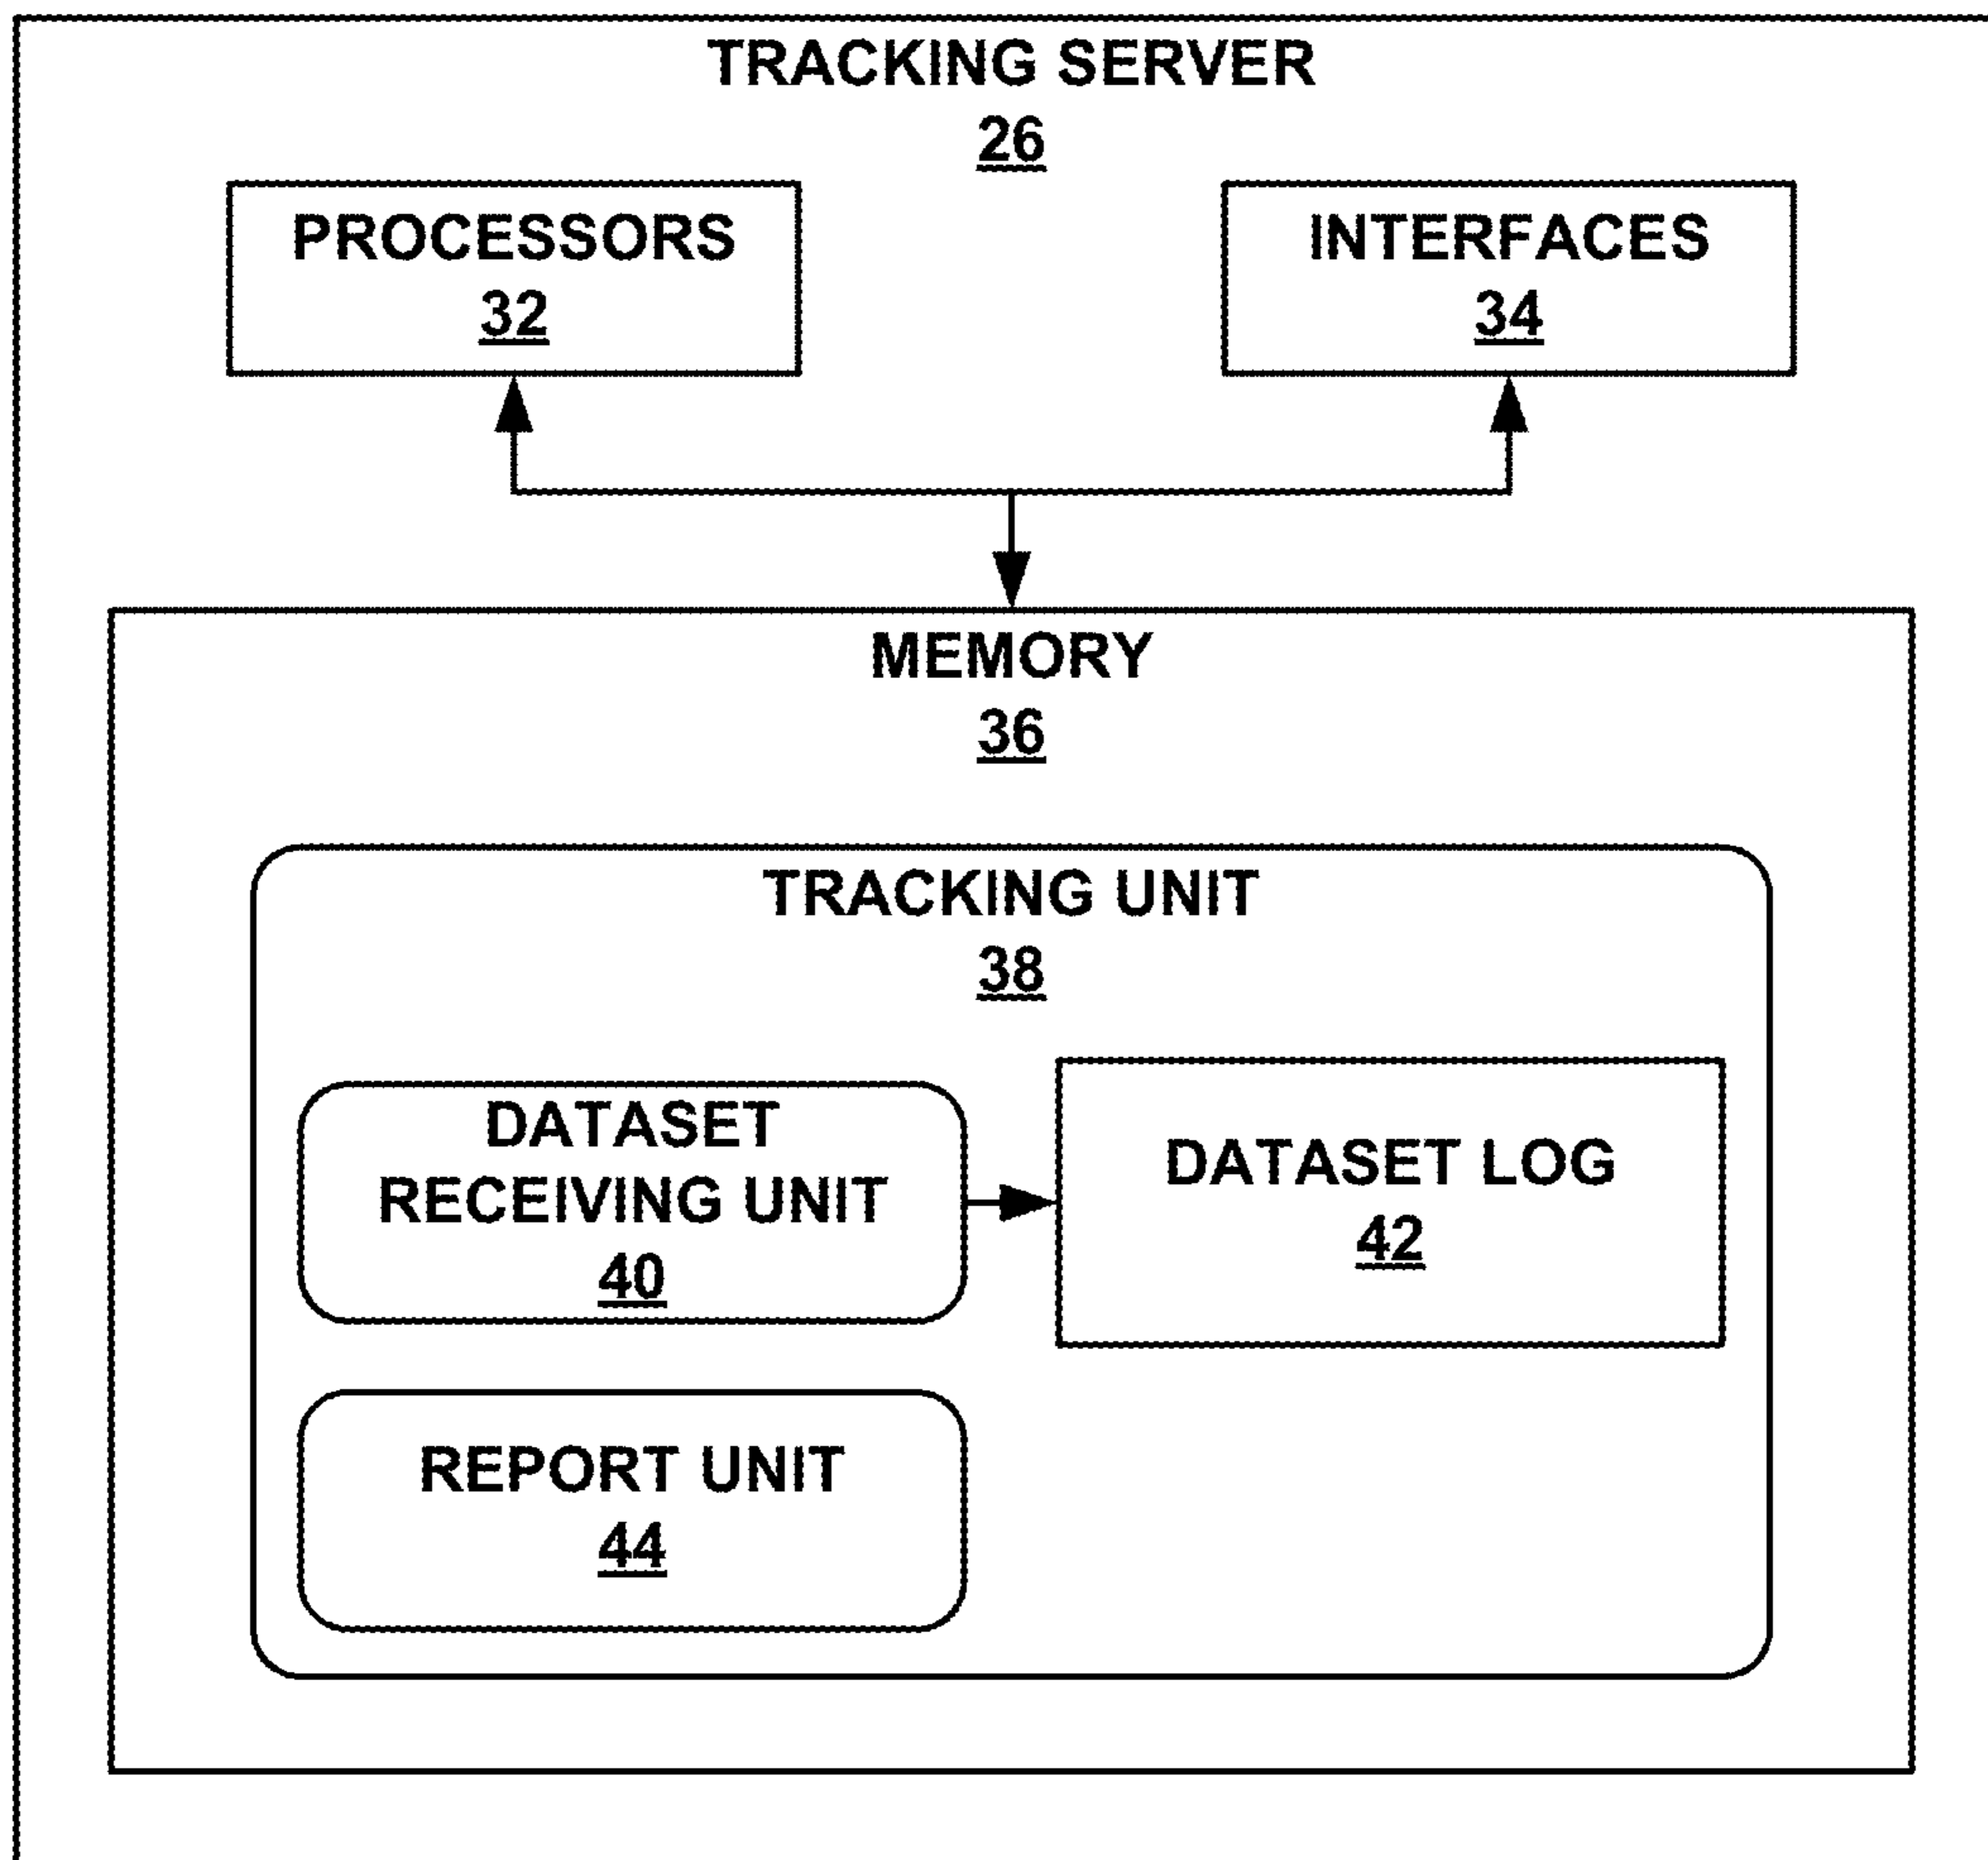 TRACKING SERVER
26
PROCESSORS
32
INTERFACES
34
MEMORY
36
TRACKING UNIT
38
DATASET
RECEIVING UNIT
40
DATASET LOG
42
REPORT UNIT
44